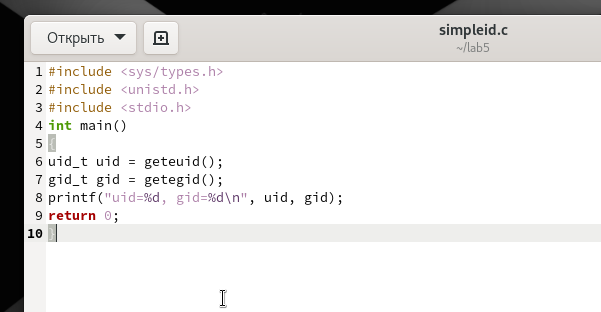 Открыть
simpleid.c
~/lab5
1 #include <sys/types.h>
2 #include <unistd.h>
3 #include <stdio.h>
4 int main()
5 {
6 uid_t uid = geteuid();
7 gid_t gid = getegid();
8 printf("uid=%d, gid=%d\n", uid, gid);
9 return 0;
10 }